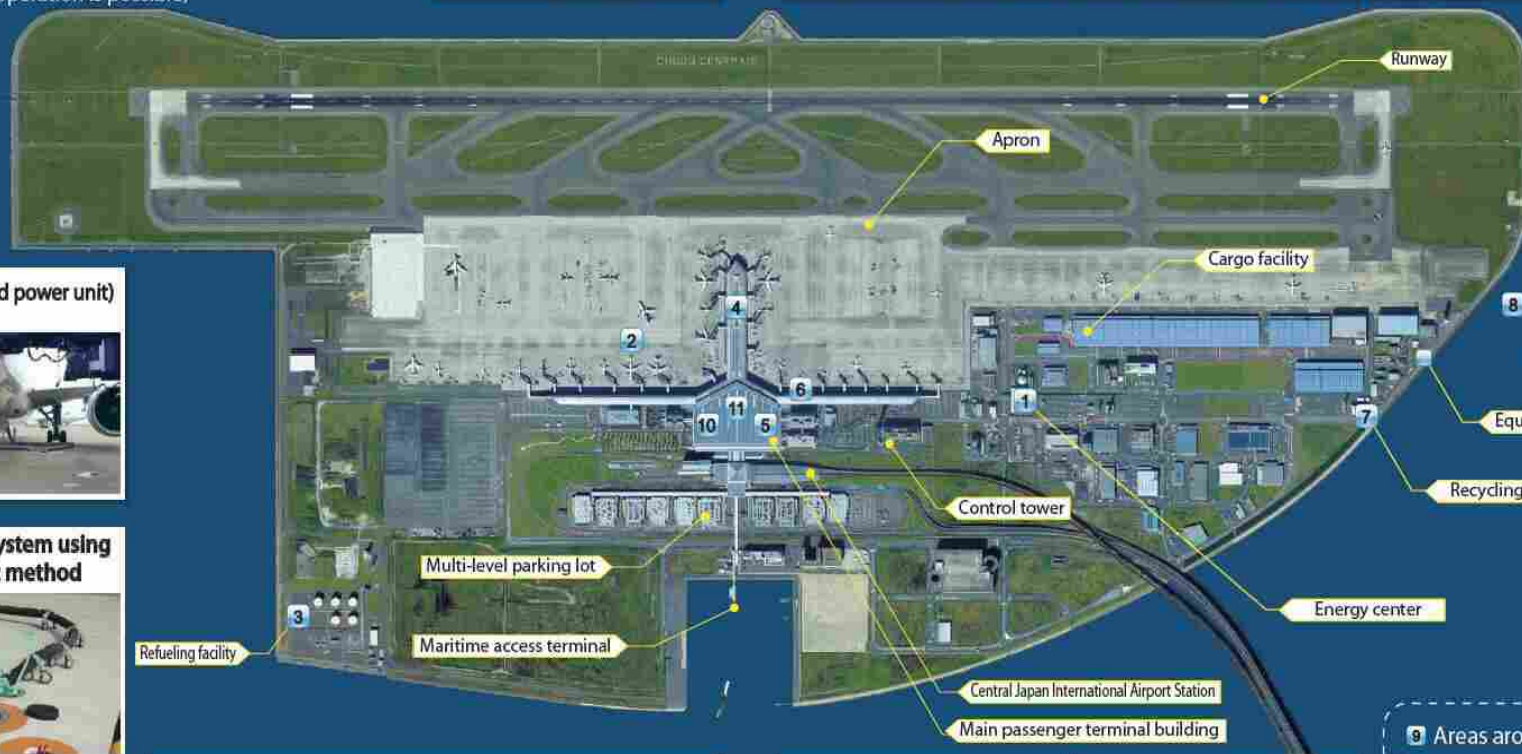 CHUBU CENTRAIR
Runway
Apron
Cargo facility
d power unit)
8
4
2
6
1
11
10
5
7
Equ
Recycling
Control tower
ystem using
method
Multi-level parking lot
Energy center
3
Refueling facility
Maritime access terminal
Central Japan International Airport Station
Main passenger terminal building
9 Areas aro